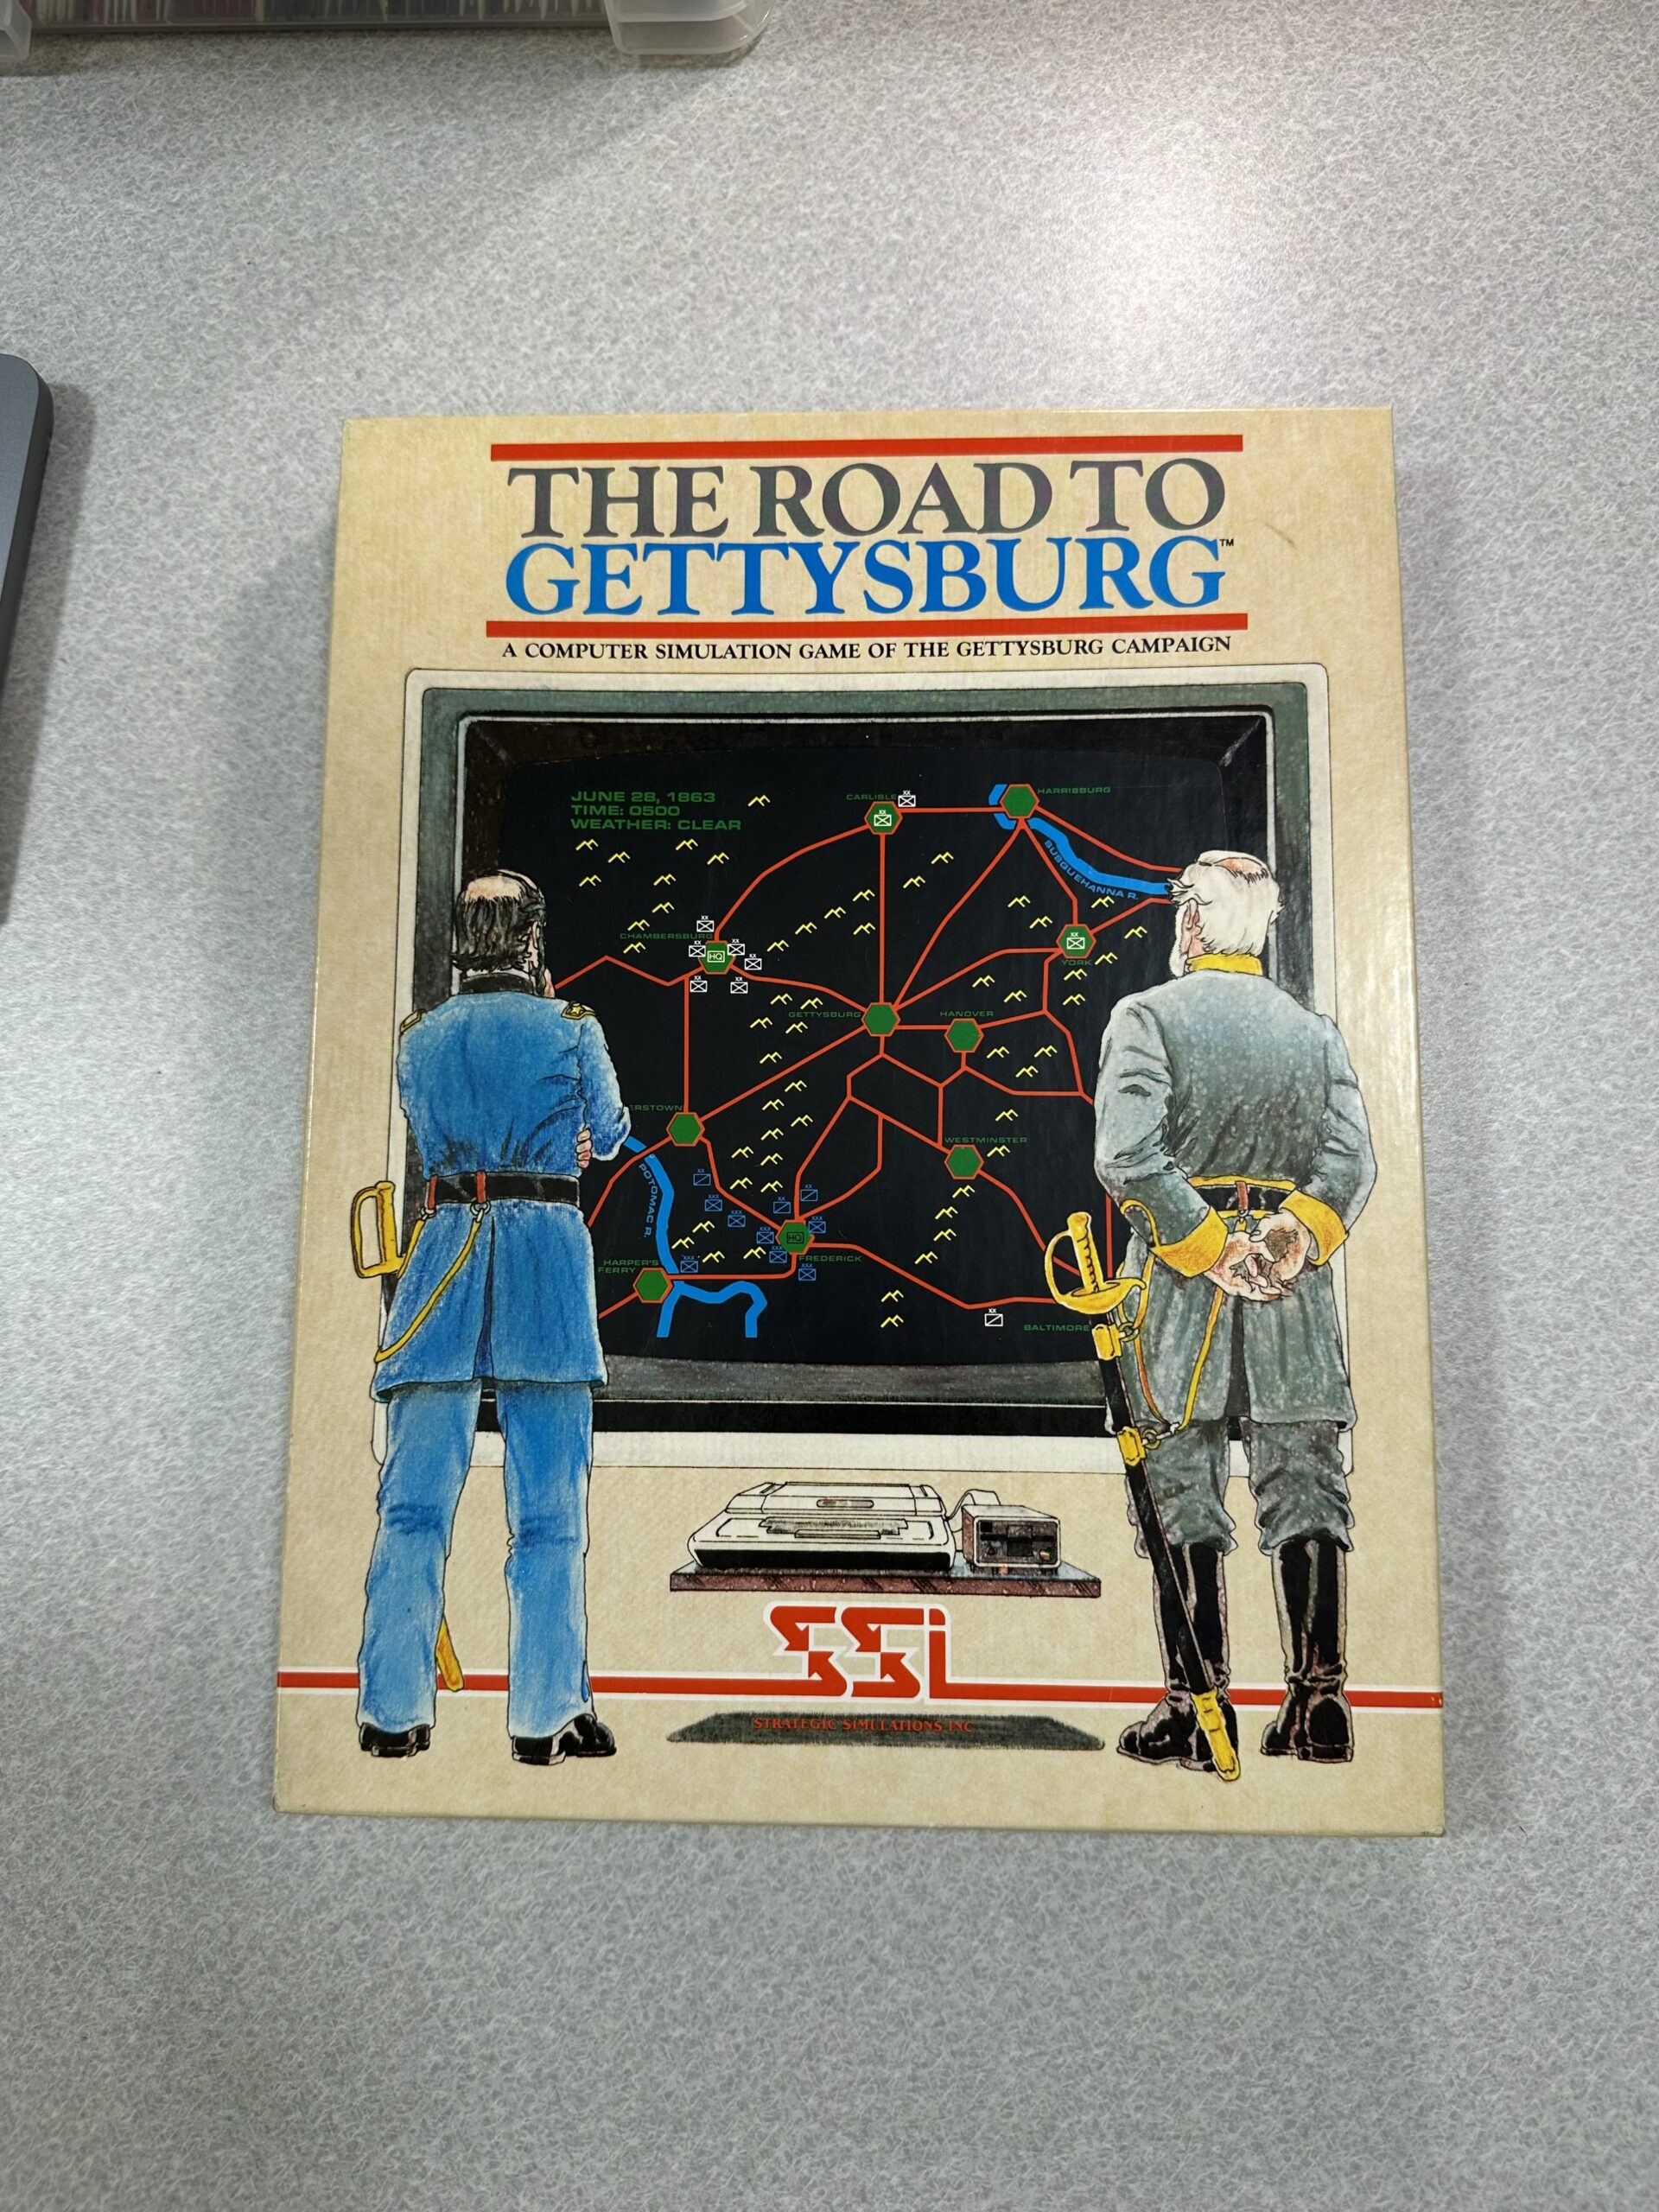 THE ROAD TO
GETTYSBURG™
A COMPUTER SIMULATION GAME OF THE GETTYSBURG CAMPAIGN
JUNE 28, 1863
TIME: 0500
WEATHER: CLEAR
CARLISLE
HARRISBURG
SUSQUEHANNA R.
CHAMBERSBURG
HQ
YORK
GETTYSBURG
HANOVER
ERSTOWN
WESTMINSTER
POTOMAC R.
HQ
FREDERICK
HARPER'S
FERRY
BALTIMORE
SSI
STRATEGIC SIMULATIONS INC